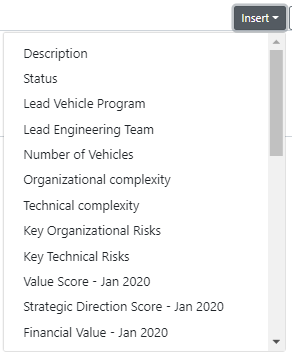 Insert
Description
Status
Lead Vehicle Program
Lead Engineering Team
Number of Vehicles
Organizational complexity
Technical complexity
Key Organizational Risks
Key Technical Risks
Value Score - Jan 2020
Strategic Direction Score - Jan 2020
Financial Value - Jan 2020